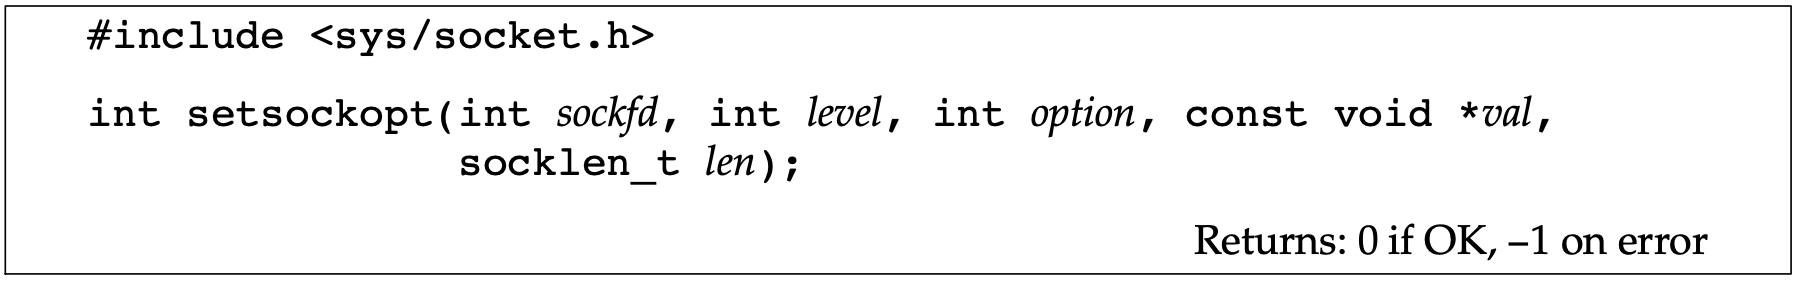 #include <sys/socket.h>
int setsockopt(int sockfd, int level, int option, const void *val,
socklen_t len);
Returns: 0 if OK, –1 on error